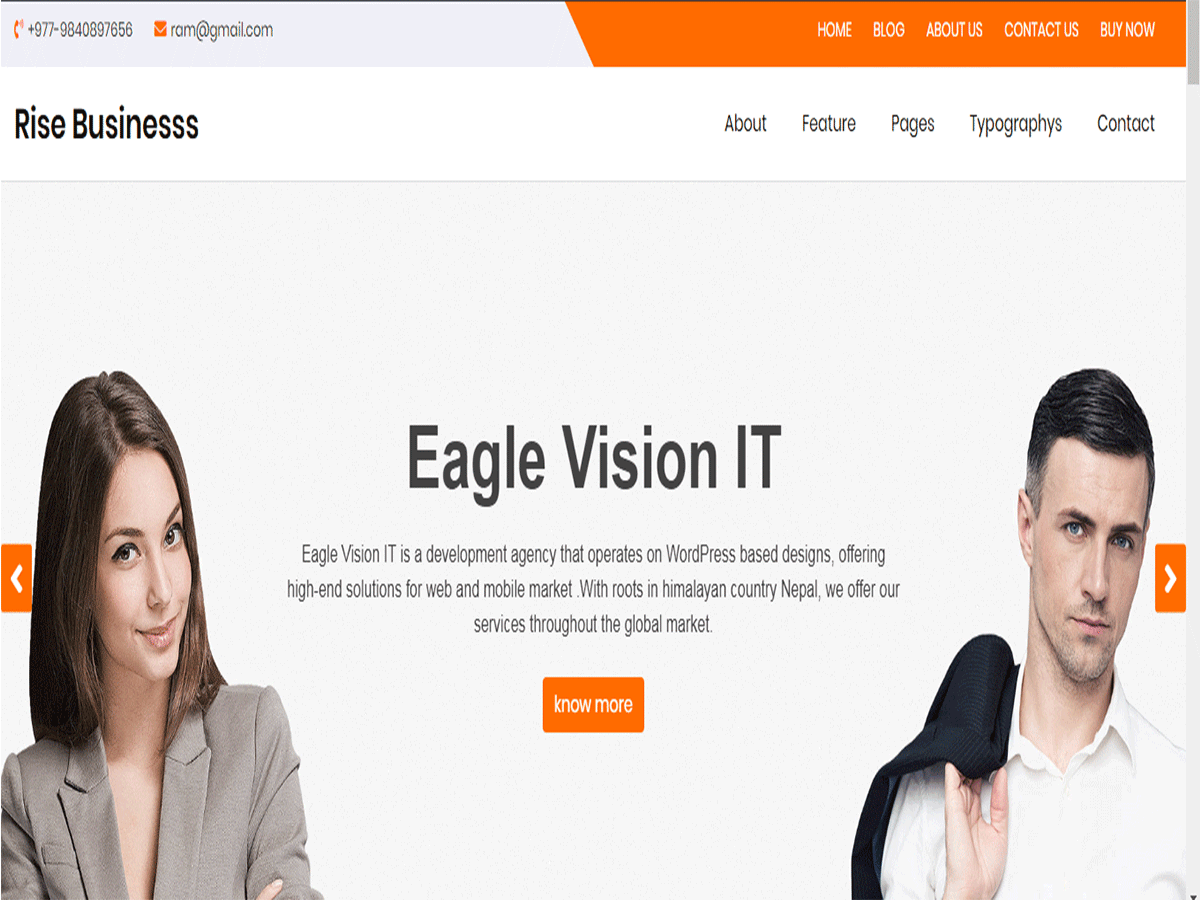 +977-9840897656 ram@gmail.com HOME BLOG ABOUT US CONTACT US BUY NOW
Rise Businesss About Feature Pages Typographys Contact
Eagle Vision IT
Eagle Vision IT is a development agency that operates on WordPress based designs, offering
high-end solutions for web and mobile market .With roots in himalayan country Nepal, we offer our
services throughout the global market.
know more